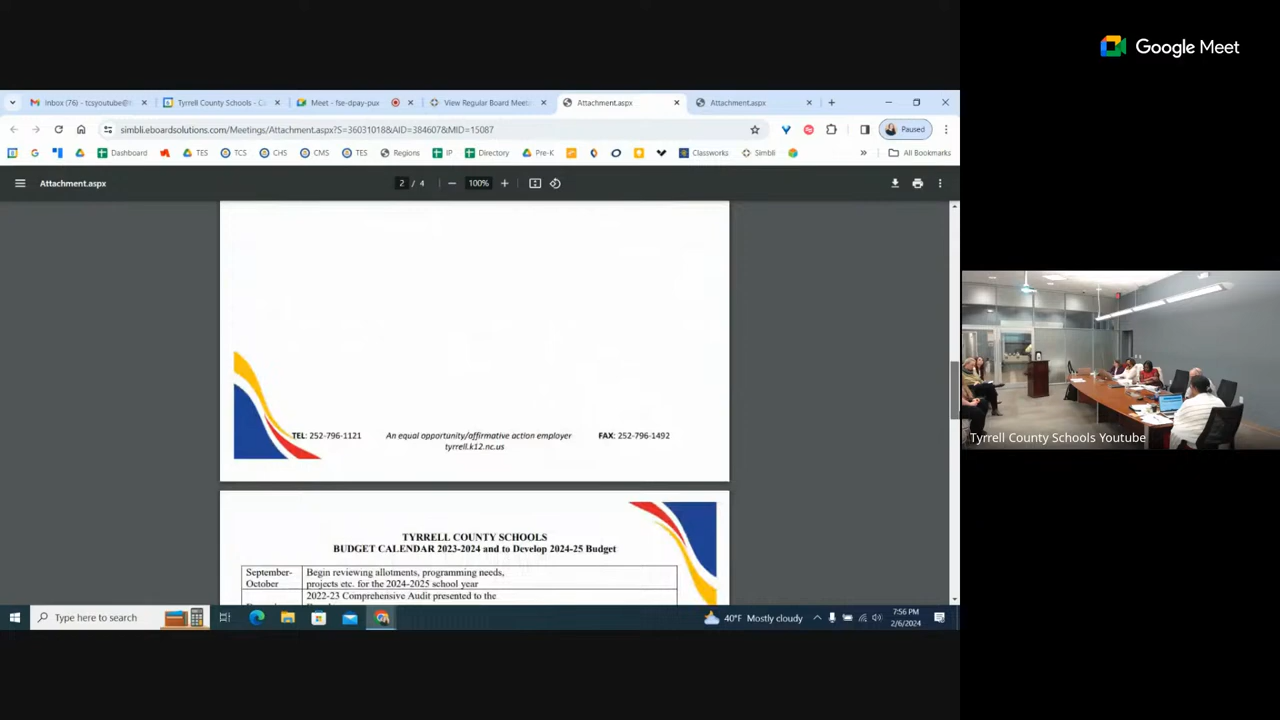 Google Meet
Inbox (76) - tcsyoutube@
Tyrrell County Schools - C
Meet - fse-dpay-pux
View Regular Board Meet
Attachment.aspx
Attachment.aspx
simbli.eboardsolutions.com/Meetings/Attachment.aspx?S=36031018&AID=384607&MID=15087
Paused
Dashboard
TES
TCS
CHS
CMS
TES
Regions
IP
Directory
Pre-K
Classworks
Simbli
»
All Bookmarks
Attachment.aspx
2 / 4
100%
TEL: 252-796-1121
An equal opportunity/affirmative action employer
FAX: 252-796-1492
tyrrell.k12.nc.us
TYRRELL COUNTY SCHOOLS
BUDGET CALENDAR 2023-2024 and to Develop 2024-25 Budget
September-
October
Begin reviewing allotments, programming needs,
projects etc. for the 2024-2025 school year
2022-23 Comprehensive Audit presented to the
Type here to search
40°F Mostly cloudy
7:56 PM
2/6/2024
Tyrrell County Schools Youtube